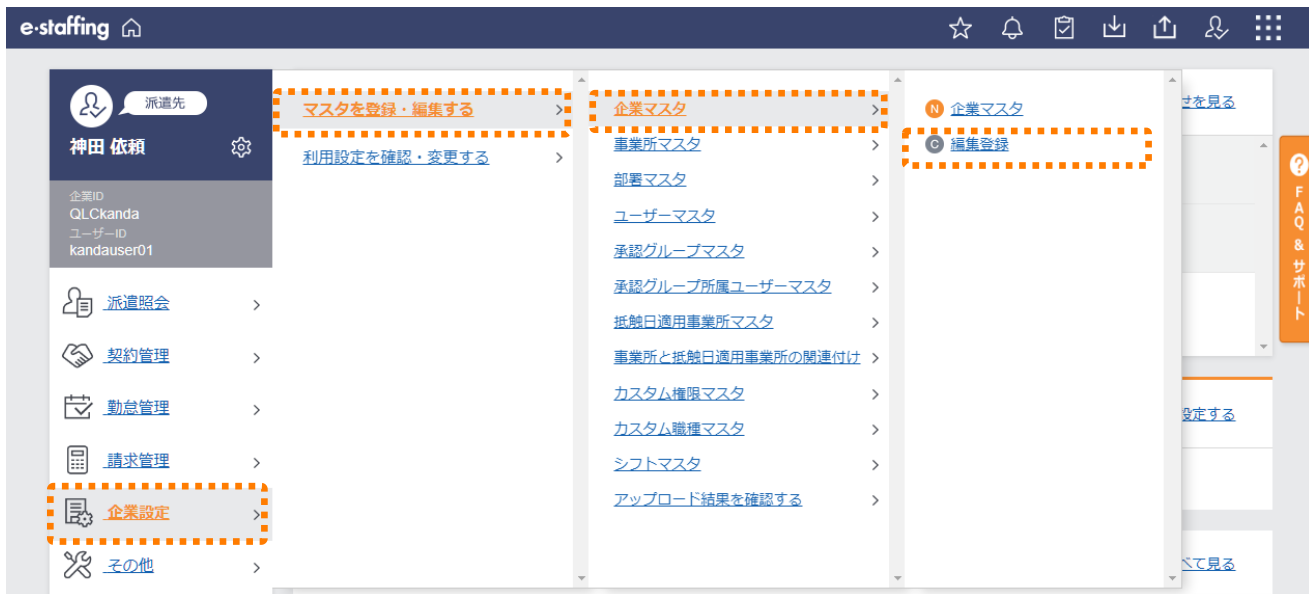 e-staffing
派遣先
神田 依頼
企業ID
QLCkanda
ユーザーID
kandauser01
派遣照会
契約管理
勤怠管理
請求管理
企業設定
その他
マスタを登録・編集する
利用設定を確認・変更する
企業マスタ
事業所マスタ
部署マスタ
ユーザーマスタ
承認グループマスタ
承認グループ所属ユーザーマスタ
抵触日適用事業所マスタ
事業所と抵触日適用事業所の関連付け
カスタム権限マスタ
カスタム職種マスタ
シフトマスタ
アップロード結果を確認する
N 企業マスタ
C 編集登録
せを見る
設定する
べて見る
? FAQ & サポート